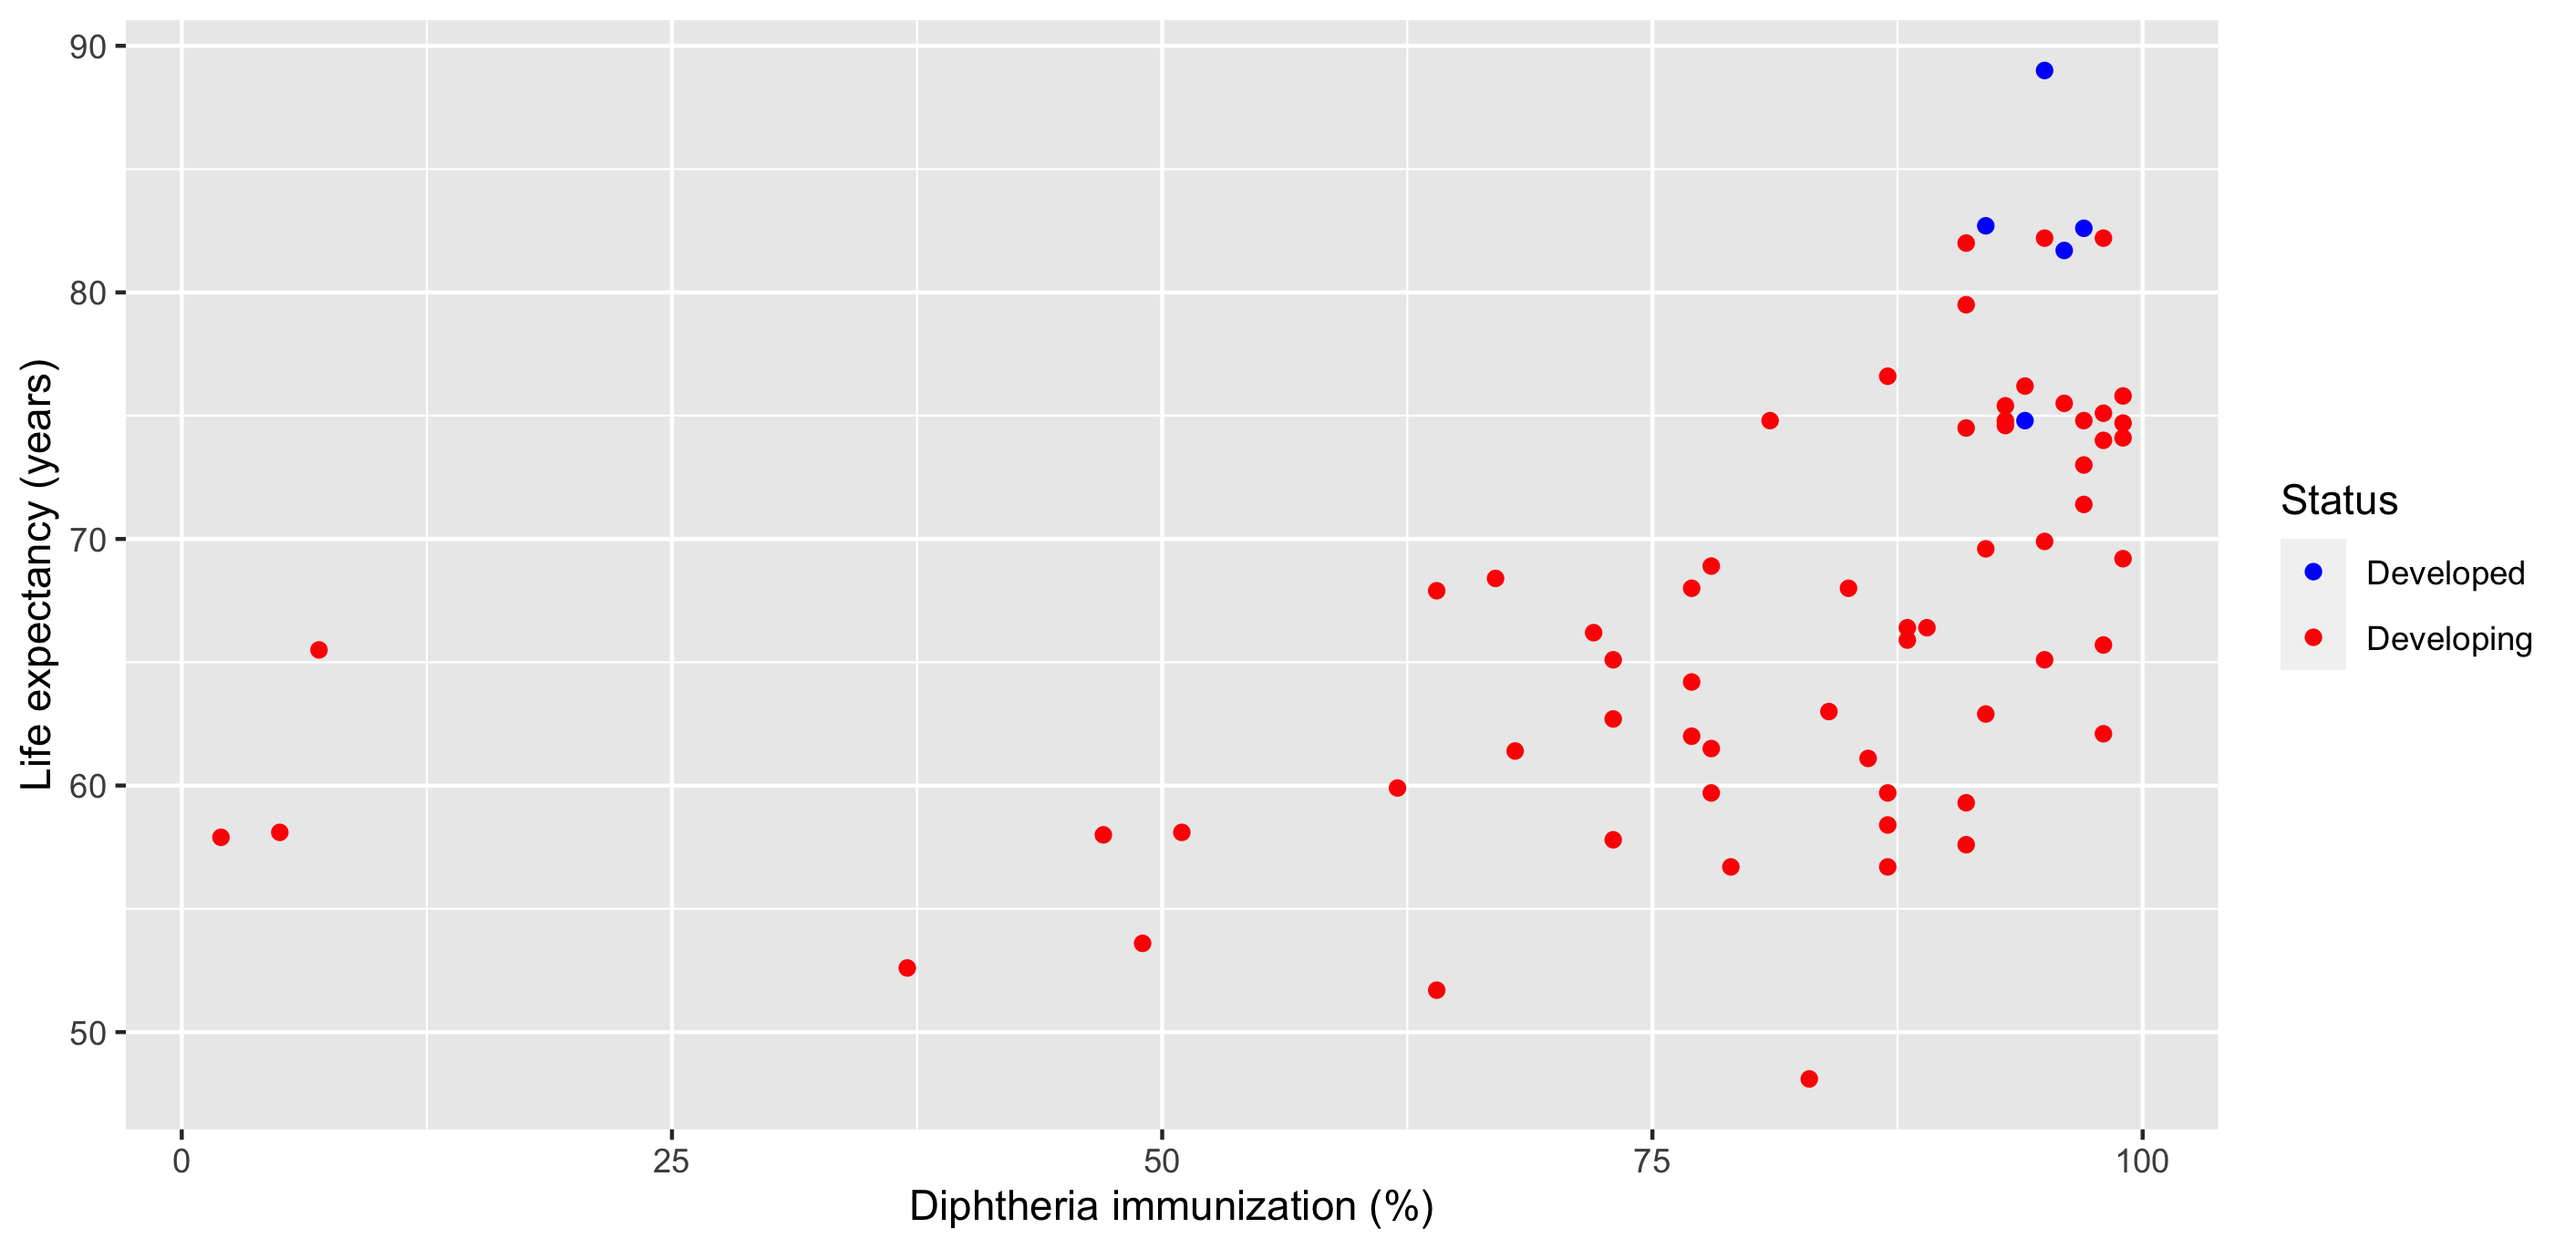 90
80
70
60
50
Life expectancy (years)
0 25 50 75 100
Diphtheria immunization (%)
Status
Developed
Developing